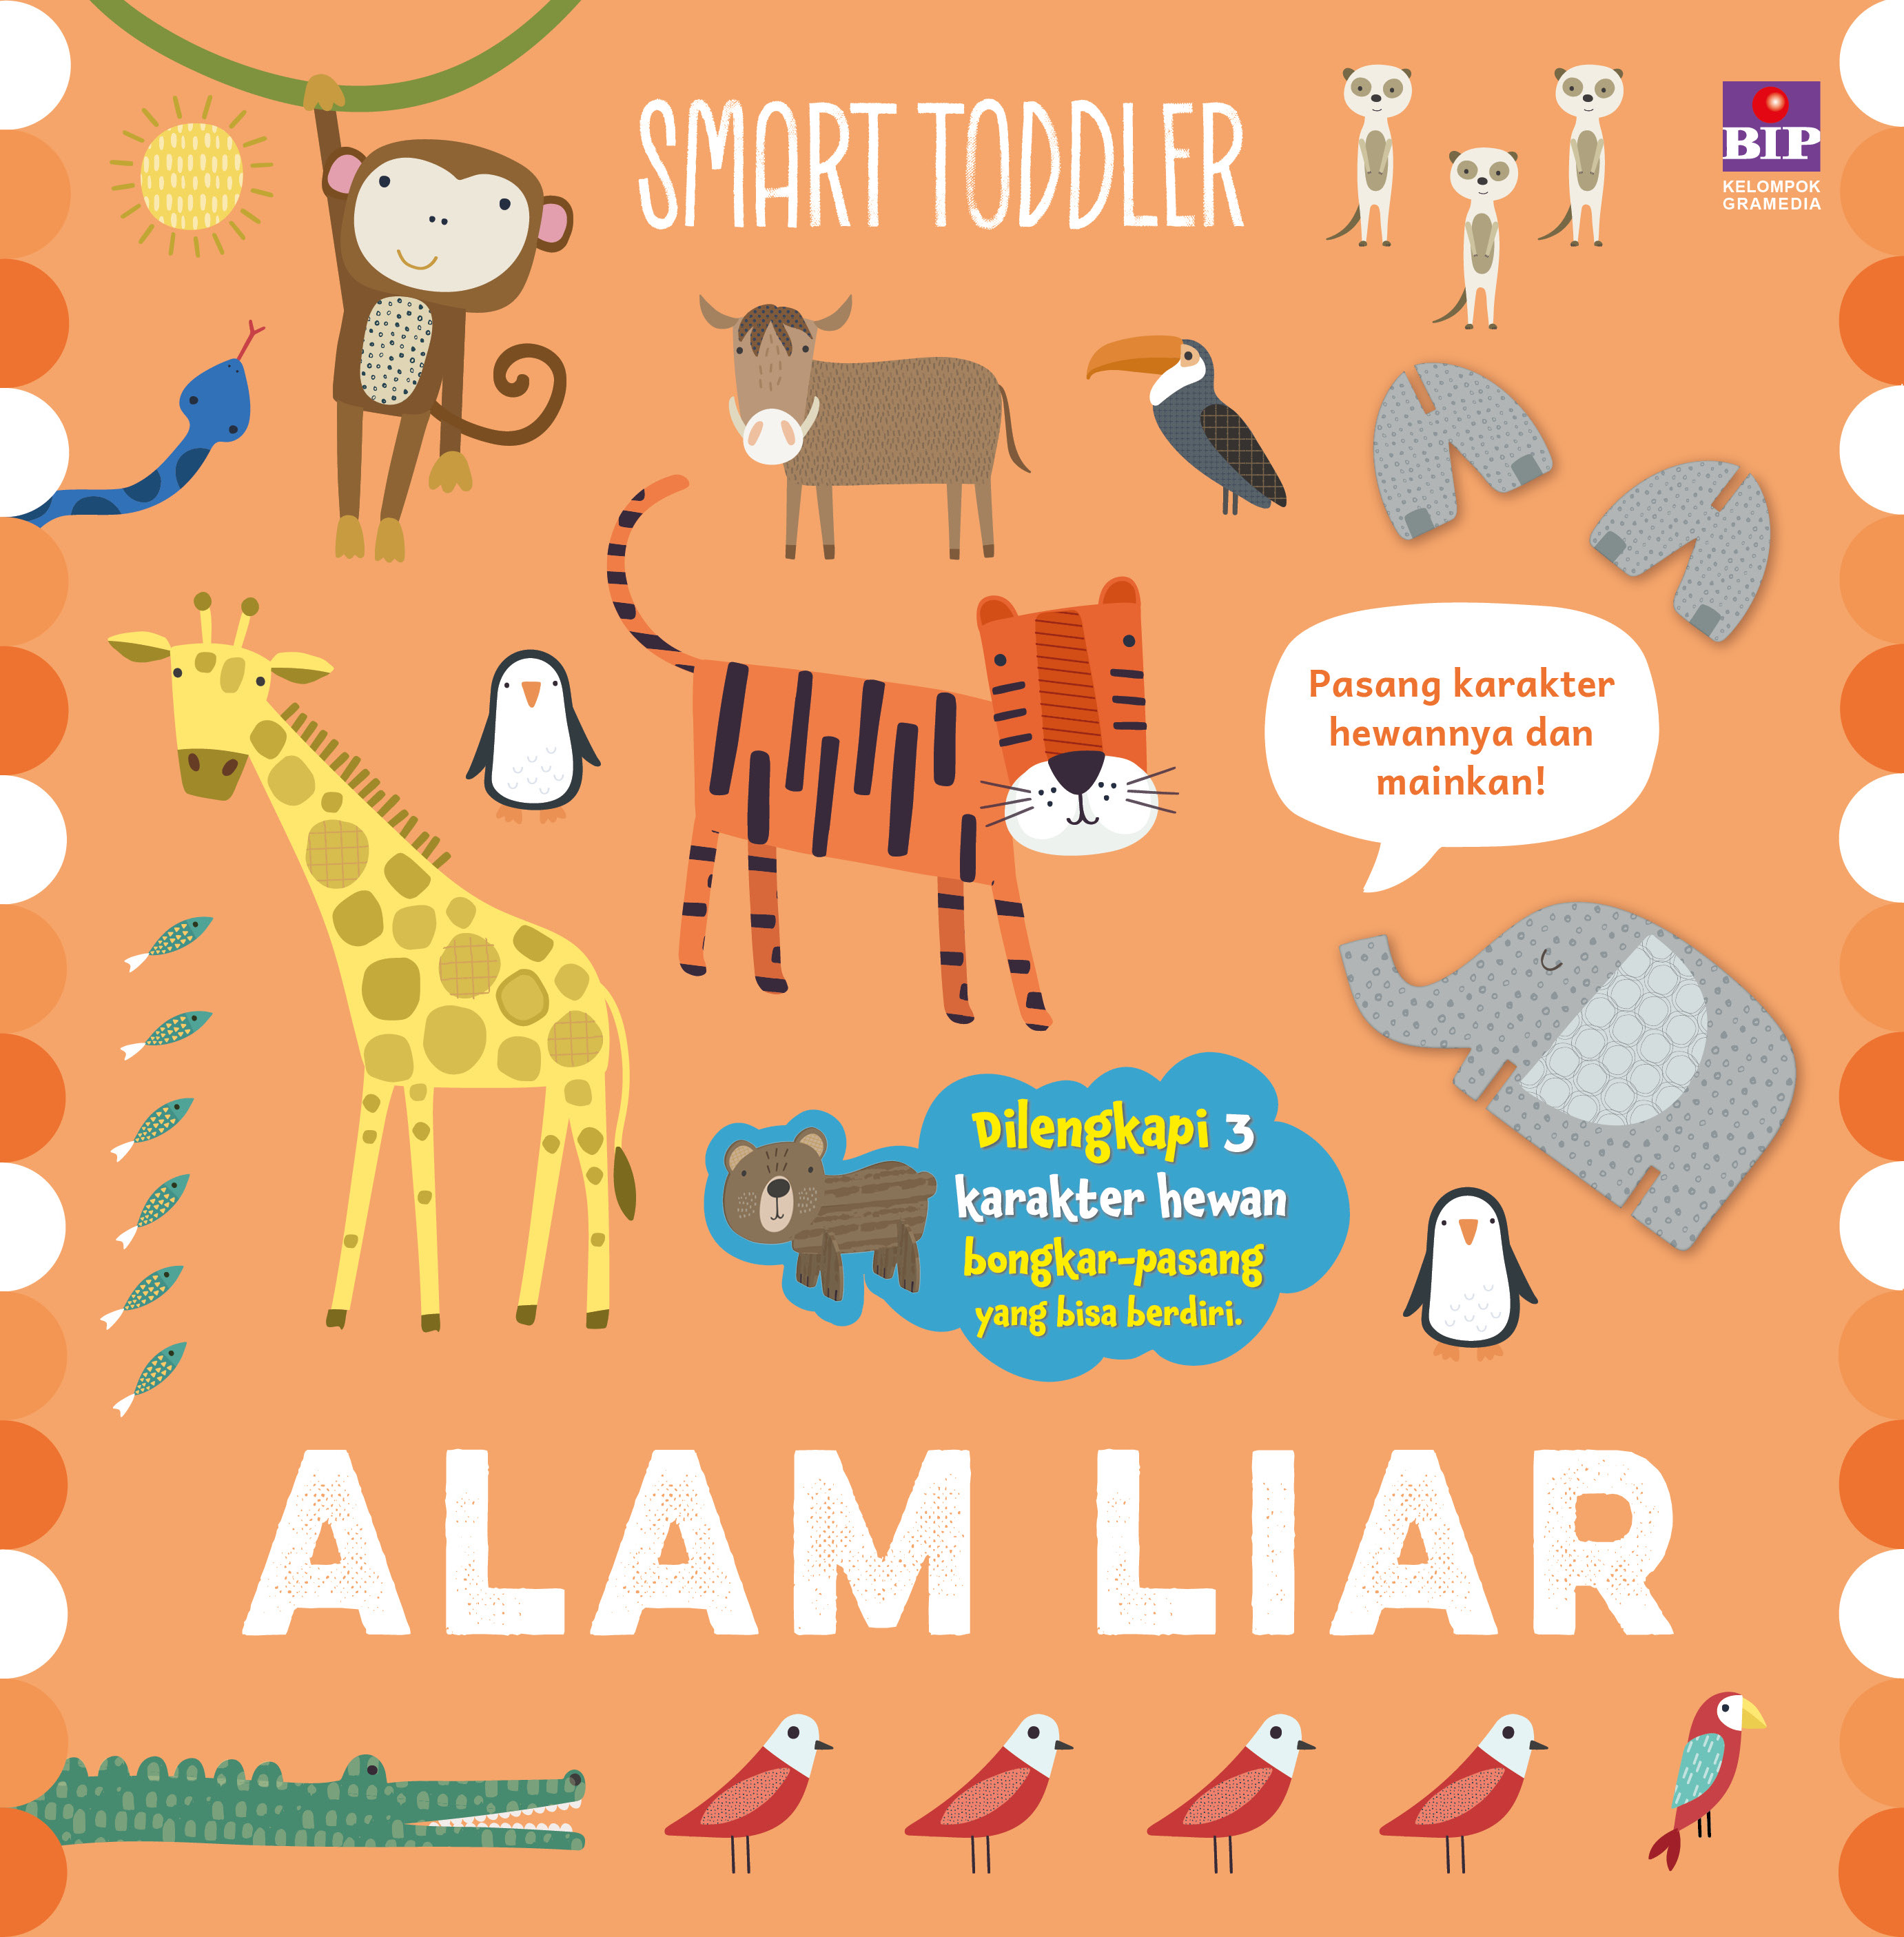 SMART TODDLER
BIP
KELOMPOK
GRAMEDIA
Pasang karakter
hewannya dan
mainkan!
Dilengkapi 3
karakter hewan
bongkar-pasang
yang bisa berdiri.
ALAM LIAR